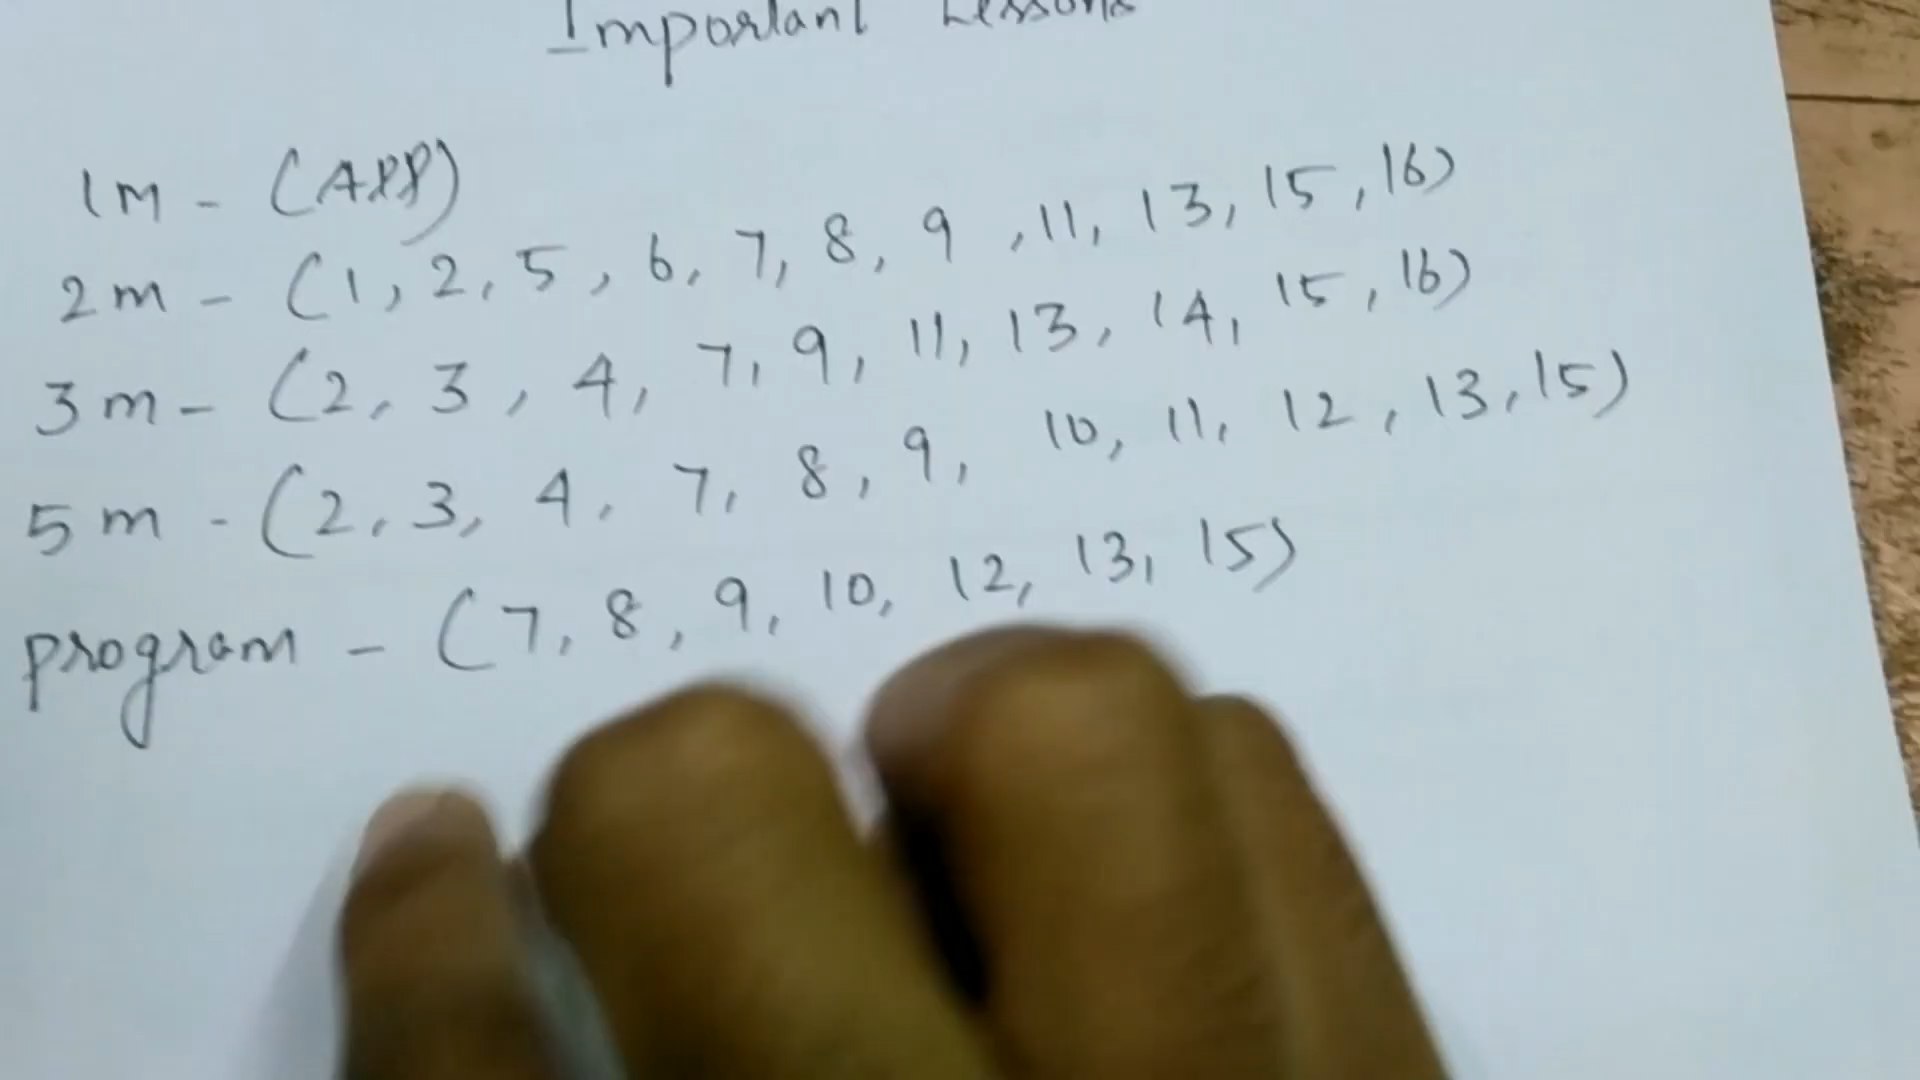 Important Lessons
1M - (APP)
2m - (1, 2, 5, 6, 7, 8, 9, 11, 13, 15, 16)
3m - (2, 3, 4, 7, 9, 11, 13, 14, 15, 16)
5m - (2, 3, 4, 7, 8, 9, 10, 11, 12, 13, 15)
program - (7, 8, 9, 10, 12, 13, 15)